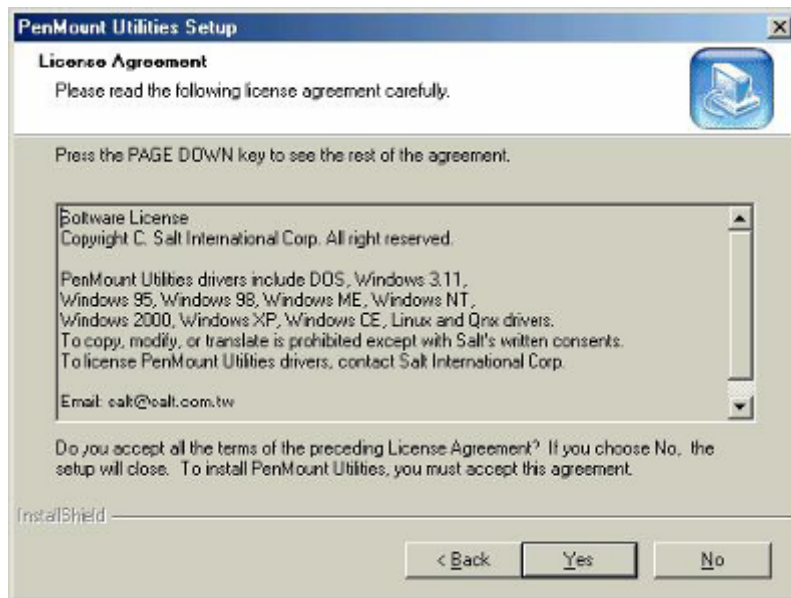 PenMount Utilities Setup
License Agreement
Please read the following license agreement carefully.
Press the PAGE DOWN key to see the rest of the agreement.
Software License
Copyright C. Salt International Corp. All right reserved.
PenMount Utilities drivers include DOS, Windows 3.11,
Windows 95, Windows 98, Windows ME, Windows NT,
Windows 2000, Windows XP, Windows CE, Linux and Qnx drivers.
To copy, modify, or translate is prohibited except with Salt's written consents.
To license PenMount Utilities drivers, contact Salt International Corp.
Email: salt@salt.com.tw
Do you accept all the terms of the preceding License Agreement? If you choose No, the
setup will close. To install PenMount Utilities, you must accept this agreement.
InstallShield
< Back
Yes
No